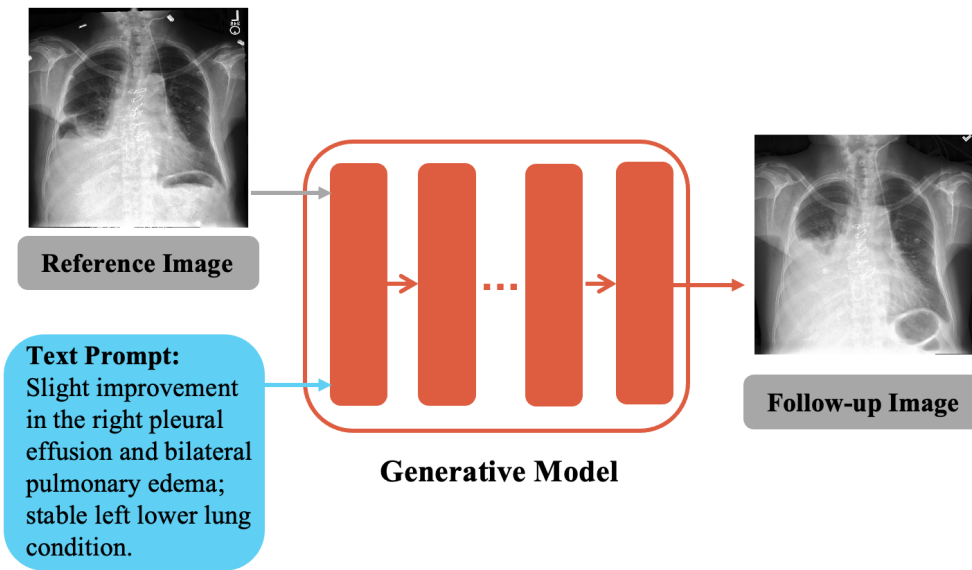 Reference Image
Text Prompt:
Slight improvement
in the right pleural
effusion and bilateral
pulmonary edema;
stable left lower lung
condition.
...
Generative Model
Follow-up Image